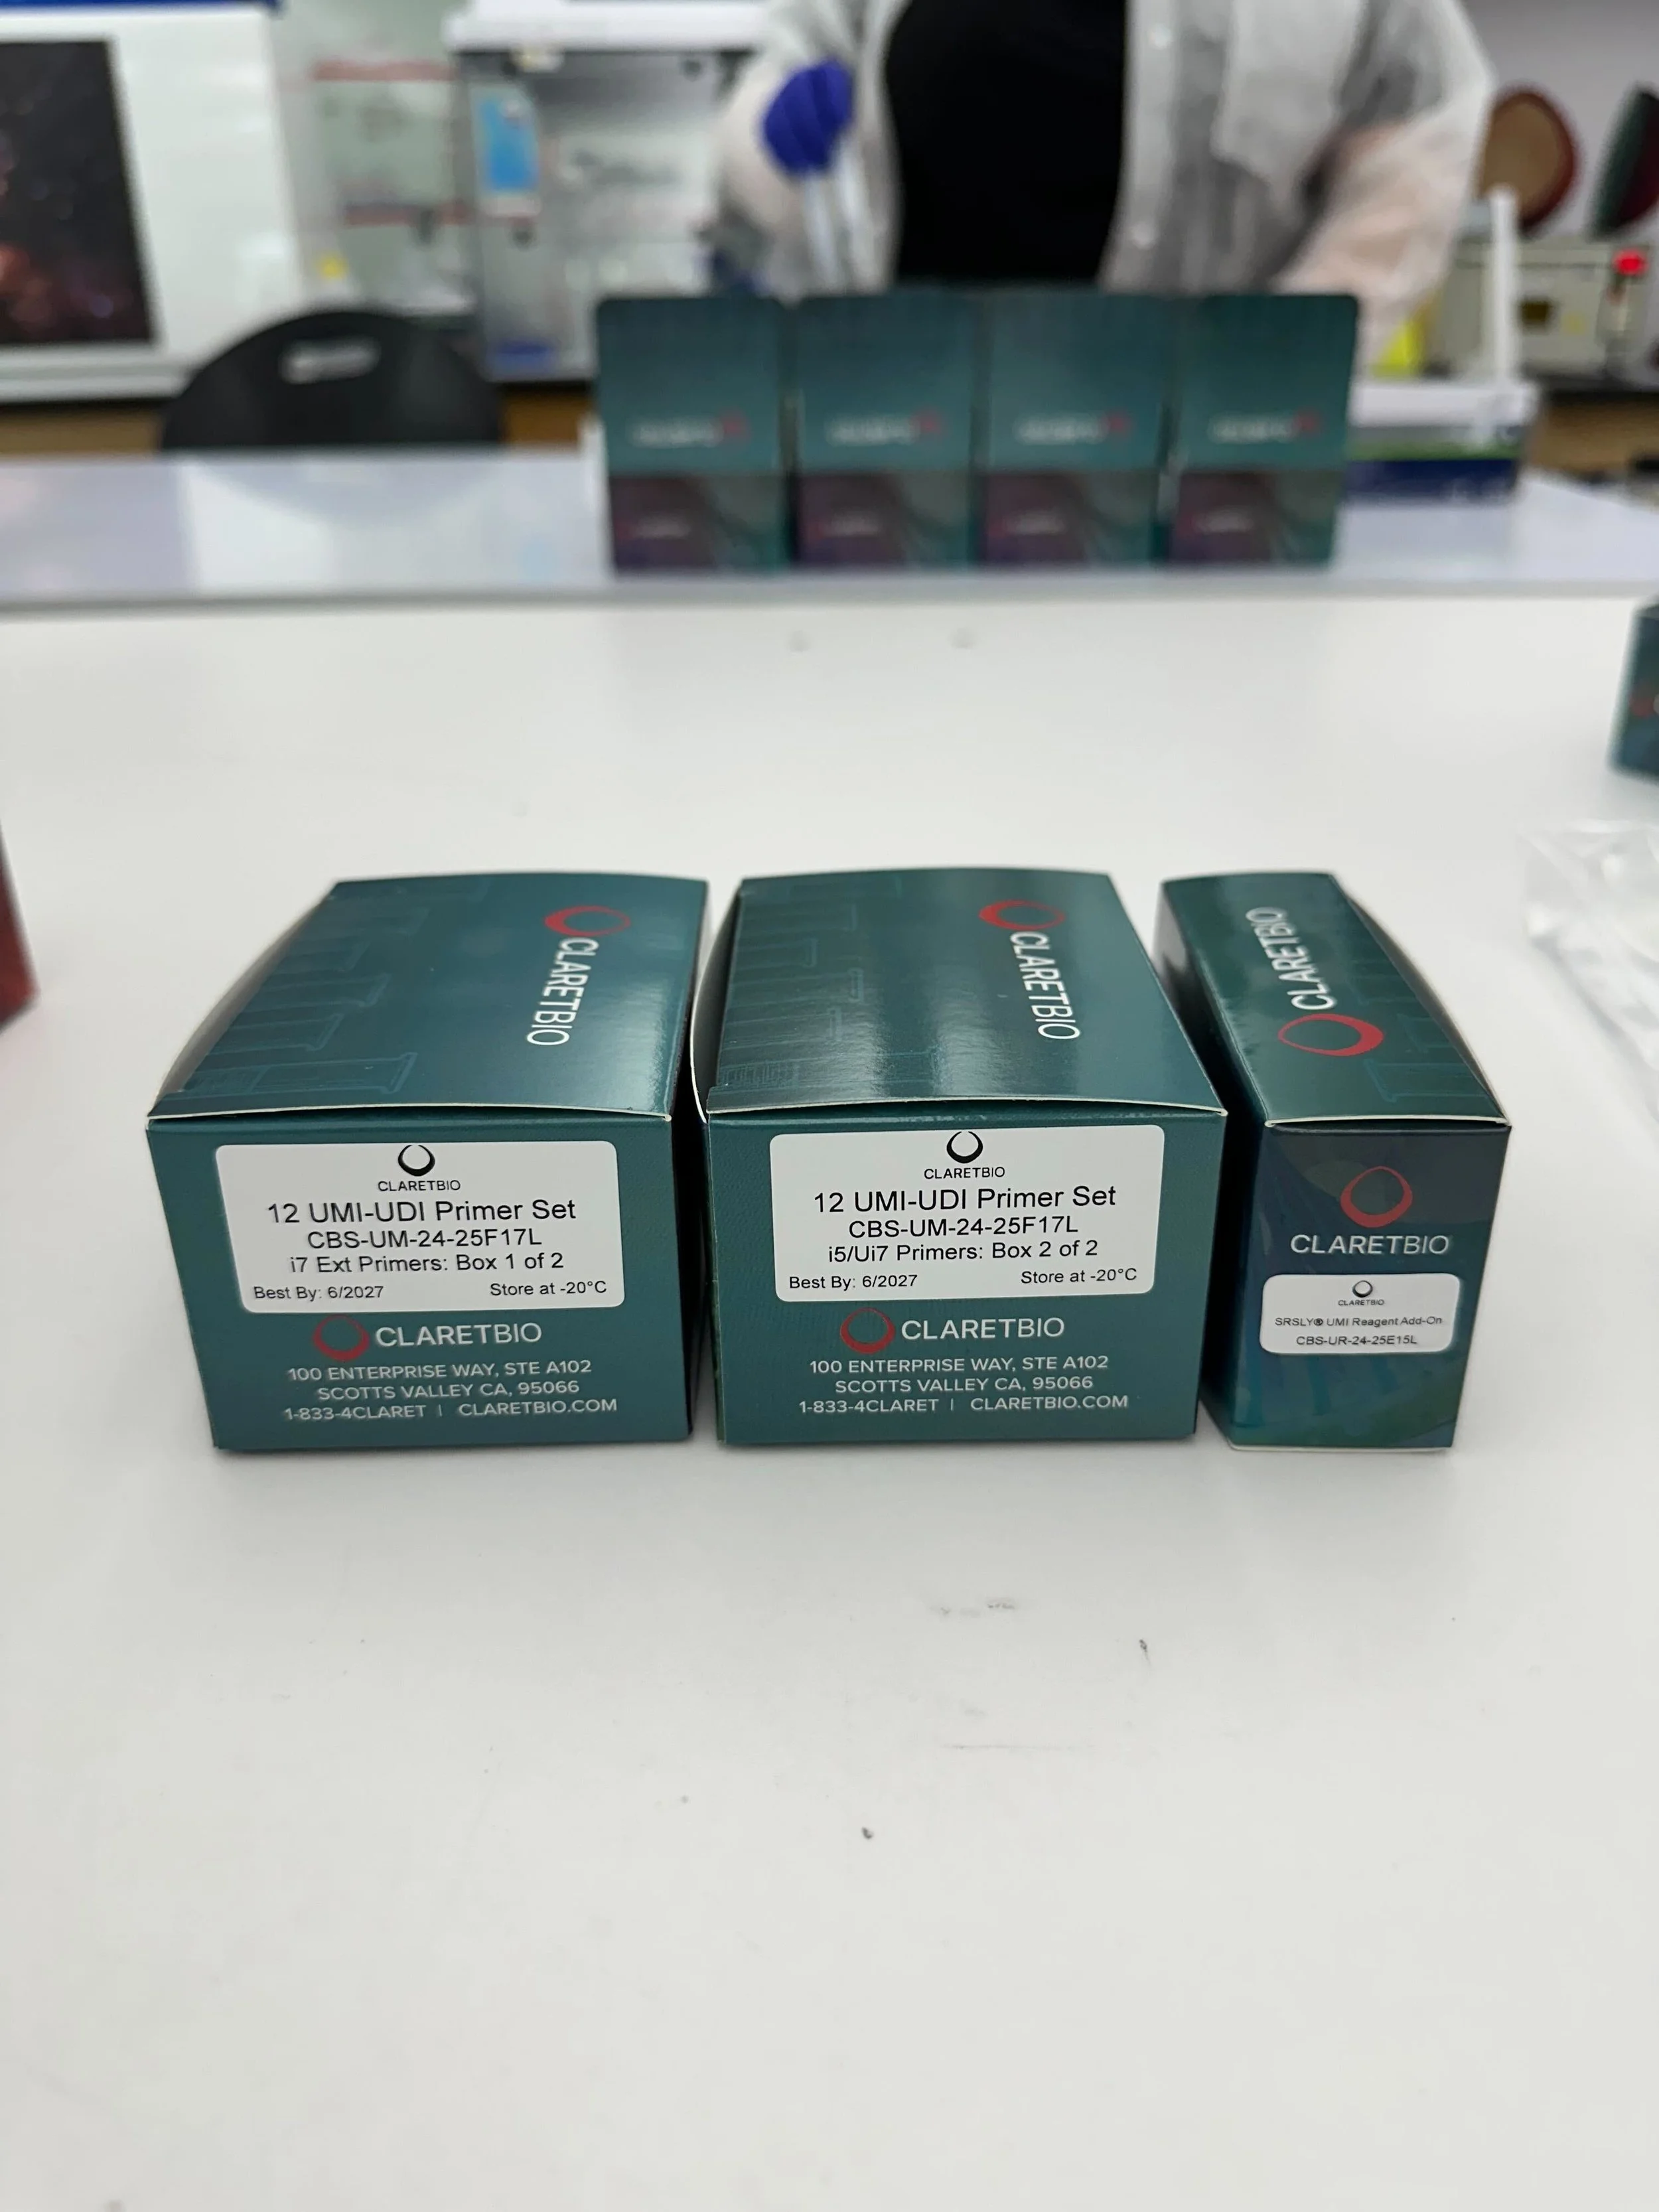 CLARETBIO
CLARETBIO
12 UMI-UDI Primer Set
CBS-UM-24-25F17L
i7 Ext Primers: Box 1 of 2
Best By: 6/2027 Store at -20°C
CLARETBIO
100 ENTERPRISE WAY, STE A102
SCOTTS VALLEY CA, 95066
1-833-4CLARET | CLARETBIO.COM
CLARETBIO
CLARETBIO
12 UMI-UDI Primer Set
CBS-UM-24-25F17L
i5/Ui7 Primers: Box 2 of 2
Best By: 6/2027 Store at -20°C
CLARETBIO
100 ENTERPRISE WAY, STE A102
SCOTTS VALLEY CA, 95066
1-833-4CLARET | CLARETBIO.COM
CLARETBIO
CLARETBIO
CLARETBIO
SRSLY® UMI Reagent Add-On
CBS-UR-24-25E15L